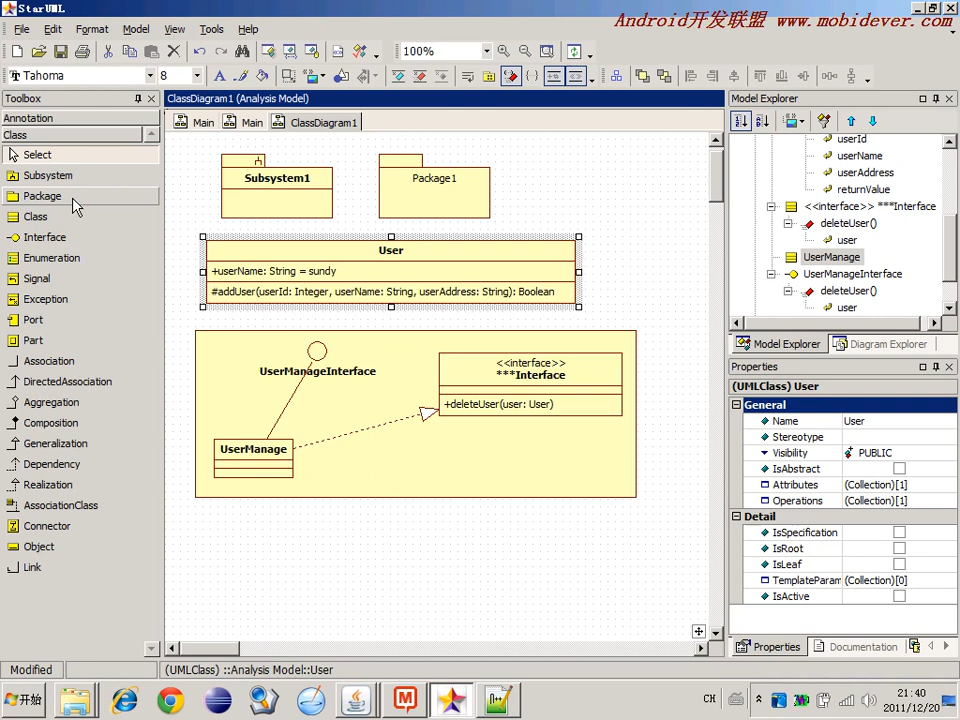 StarUML
Android开发联盟 www.mobidever.com
File Edit Format Model View Tools Help
100%
Tahoma 8
Toolbox
Annotation
Class
Select
Subsystem
Package
Class
Interface
Enumeration
Signal
Exception
Port
Part
Association
DirectedAssociation
Aggregation
Composition
Generalization
Dependency
Realization
AssociationClass
Connector
Object
Link
ClassDiagram1 (Analysis Model)
Main Main ClassDiagram1
Subsystem1
Package1
User
+userName: String = sundy
#addUser(userId: Integer, userName: String, userAddress: String): Boolean
UserManageInterface
<<interface>>
***Interface
+deleteUser(user: User)
UserManage
Model Explorer
userId
userName
userAddress
returnValue
<<interface>> ***Interface
deleteUser()
user
UserManage
UserManageInterface
deleteUser()
user
Model Explorer Diagram Explorer
Properties
(UMLClass) User
General
Name User
Stereotype
Visibility PUBLIC
IsAbstract
Attributes (Collection)[1]
Operations (Collection)[1]
Detail
IsSpecification
IsRoot
IsLeaf
TemplateParam (Collection)[0]
IsActive
Properties Documentation
Modified (UMLClass) ::Analysis Model::User
开始
CH
21:40
2011/12/20